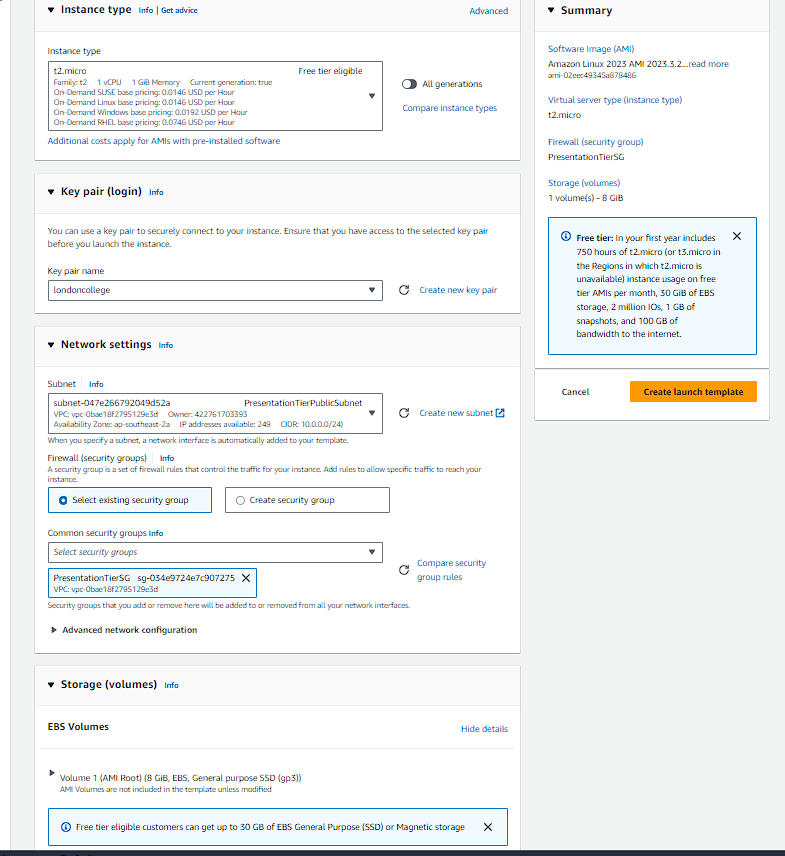 Instance type Info | Get advice
Advanced
Instance type
t2.micro Free tier eligible
Family: t2 1 vCPU 1 GiB Memory Current generation: true
On-Demand SUSE base pricing: 0.0146 USD per Hour
On-Demand Linux base pricing: 0.0146 USD per Hour
On-Demand Windows base pricing: 0.0192 USD per Hour
On-Demand RHEL base pricing: 0.0746 USD per Hour
All generations
Compare instance types
Additional costs apply for AMIs with pre-installed software
Key pair (login) Info
You can use a key pair to securely connect to your instance. Ensure that you have access to the selected key pair
before you launch the instance.
Key pair name
londoncollege
Create new key pair
Network settings Info
Subnet Info
subnet-047e266792049d52a PresentationTierPublicSubnet
VPC: vpc-0bae18f2795129e3d Owner: 422761703393
Availability Zone: ap-southeast-2a IP addresses available: 249 CIDR: 10.0.0.0/24)
Create new subnet
When you specify a subnet, a network interface is automatically added to your template.
Firewall (security groups) Info
A security group is a set of firewall rules that control the traffic for your instance. Add rules to allow specific traffic to reach your
instance.
Select existing security group
Create security group
Common security groups Info
Select security groups
PresentationTierSG sg-034e9724e7c907275
VPC: vpc-0bae18f2795129e3d
Compare security
group rules
Security groups that you add or remove here will be added to or removed from all your network interfaces.
Advanced network configuration
Storage (volumes) Info
EBS Volumes
Hide details
Volume 1 (AMI Root) (8 GiB, EBS, General purpose SSD (gp3))
AMI Volumes are not included in the template unless modified
Free tier eligible customers can get up to 30 GB of EBS General Purpose (SSD) or Magnetic storage
Summary
Software Image (AMI)
Amazon Linux 2023 AMI 2023.3.2...read more
ami-02eec49345a878486
Virtual server type (instance type)
t2.micro
Firewall (security group)
PresentationTierSG
Storage (volumes)
1 volume(s) - 8 GiB
Free tier: In your first year includes
750 hours of t2.micro (or t3.micro in
the Regions in which t2.micro is
unavailable) instance usage on free
tier AMIs per month, 30 GiB of EBS
storage, 2 million IOs, 1 GB of
snapshots, and 100 GB of
bandwidth to the internet.
Cancel
Create launch template